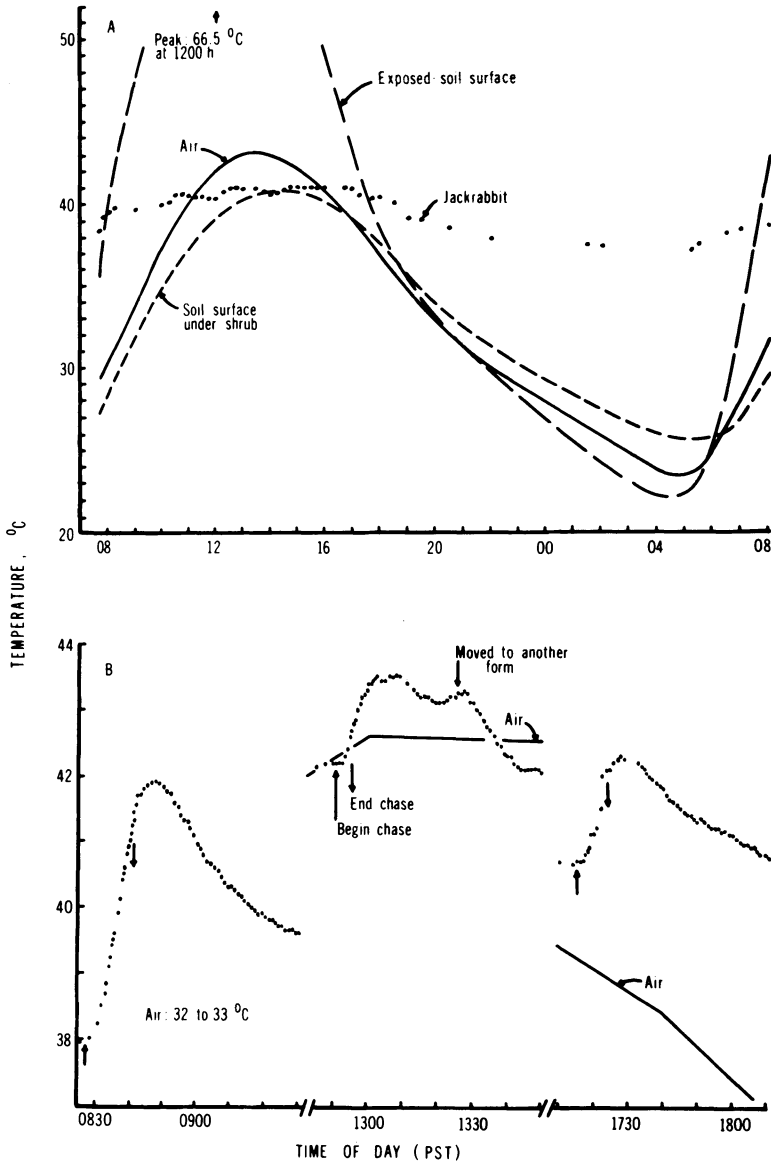 A
Peak: 66.5 °C
at 1200 h
Exposed soil surface
Air
Jackrabbit
Soil surface
under shrub
50
40
30
20
08 12 16 20 00 04 08
TEMPERATURE, °C
B
44
42
40
38
Moved to another
form
Air
End chase
Begin chase
Air
Air: 32 to 33 °C
0830 0900 1300 1330 1730 1800
TIME OF DAY (PST)